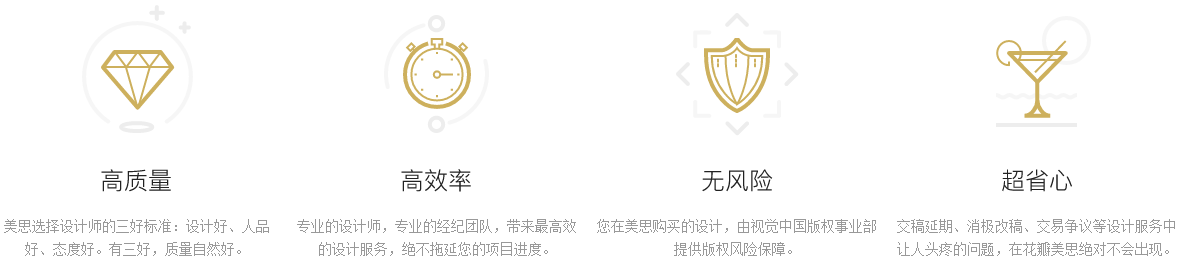 高质量
美思选择设计师的三好标准：设计好、人品
好、态度好。有三好，质量自然好。
高效率
专业的设计师，专业的经纪团队，带来最高效
的设计服务，绝不拖延您的项目进度。
无风险
您在美思购买的设计，由视觉中国版权事业部
提供版权风险保障。
超省心
交稿延期、消极改稿、交易争议等设计服务中
让人头疼的问题，在花瓣美思绝对不会出现。